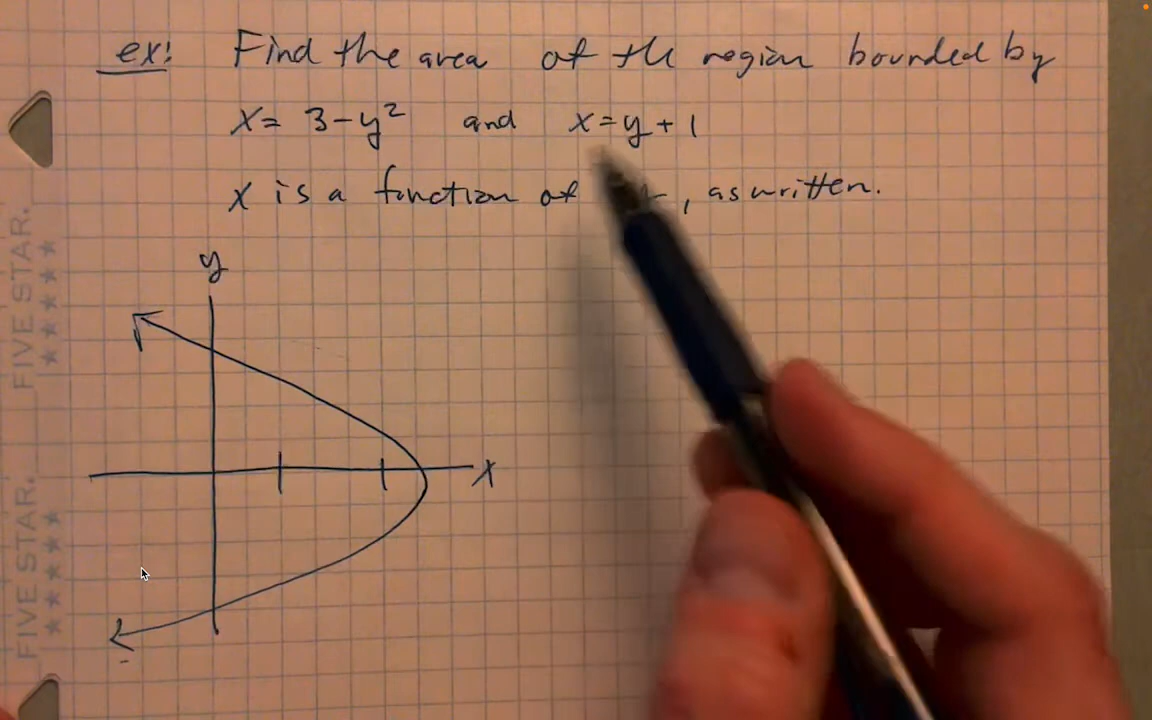 ex: Find the area of the region bounded by
x = 3 - y² and x = y + 1
x is a function of , as written.
y
x
FIVE STAR.
FIVE STAR.